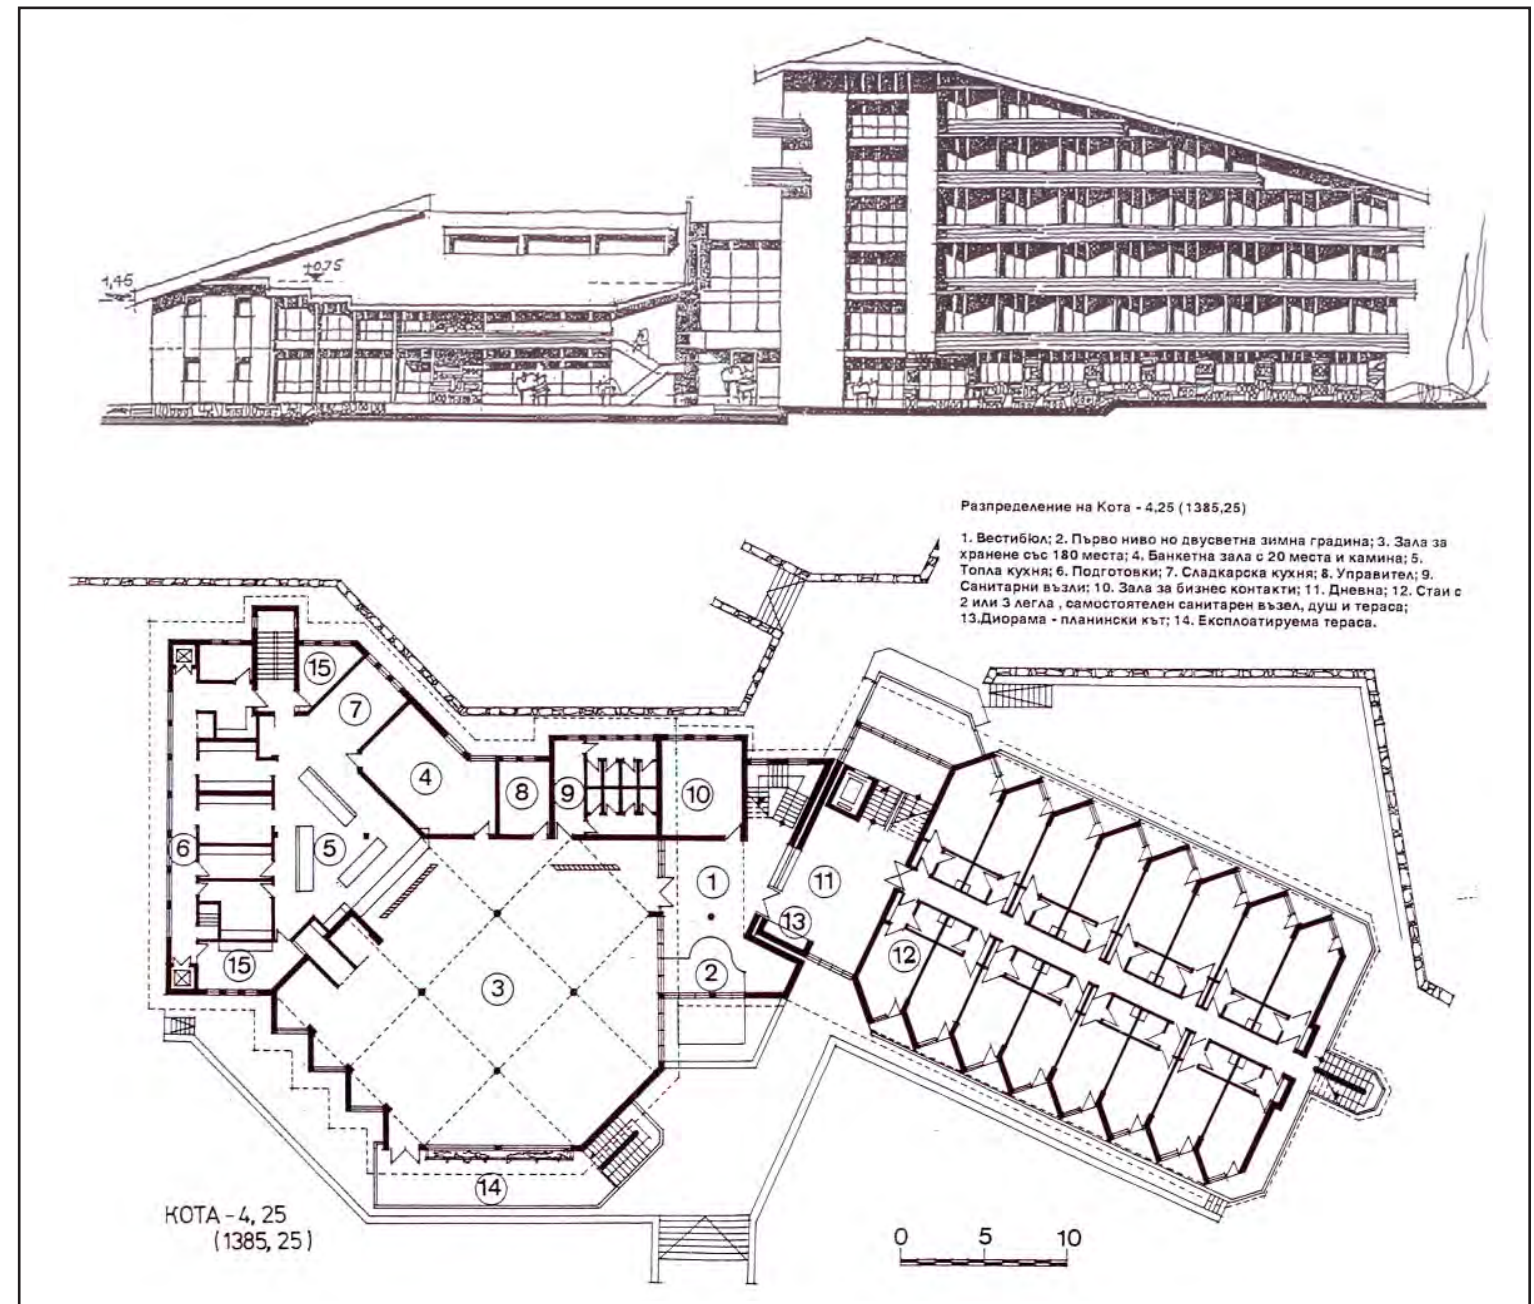 1,45
+0,75
Разпределение на Кота - 4,25 (1385,25)
1. Вестибюл; 2. Първо ниво но двусветна зимна градина; 3. Зала за
хранене със 180 места; 4. Банкетна зала с 20 места и камина; 5.
Топла кухня; 6. Подготовки; 7. Сладкарска кухня; 8. Управител; 9.
Санитарни възли; 10. Зала за бизнес контакти; 11. Дневна; 12. Стаи с
2 или 3 легла , самостоятелен санитарен възел, душ и тераса;
13.Диорама - планински кът; 14. Експлоатируема тераса.
15
7
4
8
9
10
6
5
1
11
13
12
2
15
3
14
КОТА - 4, 25
(1385, 25)
0 5 10